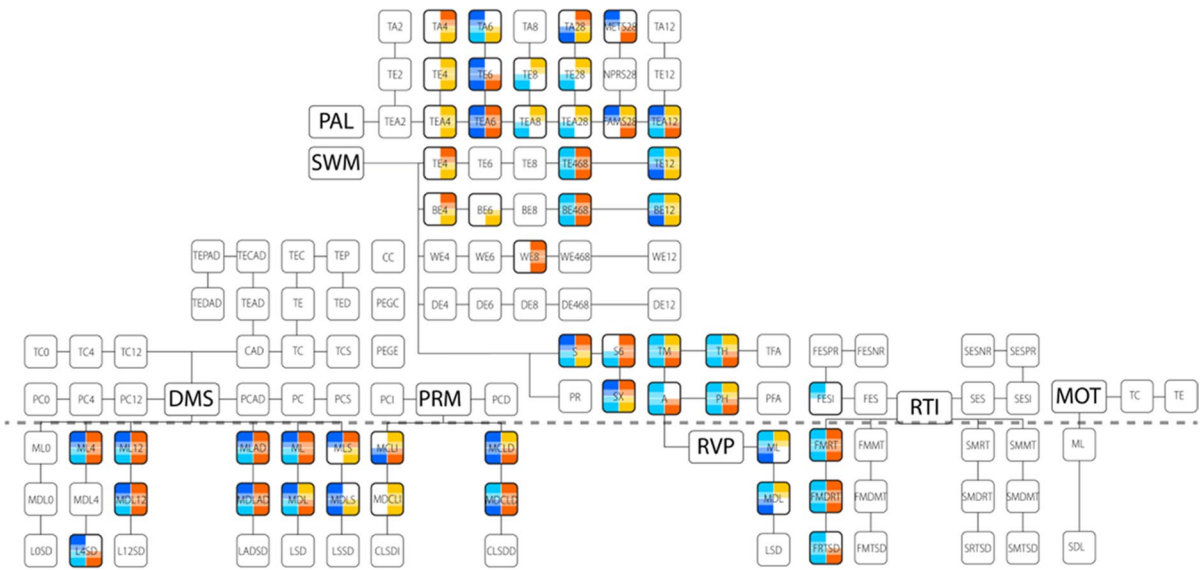 TA2 TA4 TA6 TA8 TA28 METS28 TA12
TE2 TE4 TE6 TE8 TE28 NPRS28 TE12
PAL TEA2 TEA4 TEA6 TEA8 TEA28 FAMS28 TEA12
SWM TE4 TE6 TE8 TE468 TE12
BE4 BE6 BE8 BE468 BE12
TEPAD TECAD TEC TEP CC WE4 WE6 WE8 WE468 WE12
TEDAD TEAD TE TED PEGC DE4 DE6 DE8 DE468 DE12
TC0 TC4 TC12 CAD TC TCS PEGE S S6 TM TH TFA FESPR FESNR SESNR SESPR
PC0 PC4 PC12 DMS PCAD PC PCS PCI PRM PCD PR SX A PH PFA FESI FES RTI SES SESI MOT TC TE
ML0 ML4 ML12 MLAD ML MLS MCLI MCLD RVP ML FMRT FMMT SMRT SMMT ML
MDL0 MDL4 MDL12 MDLAD MDL MDLS MDCLI MDCLD MDL FMDRT FMDMT SMDRT SMDMT
L0SD L4SD L12SD LADSD LSD LSSD CLSDI CLSDD LSD FRTSD FMTSD SRTSD SMTSD SDL